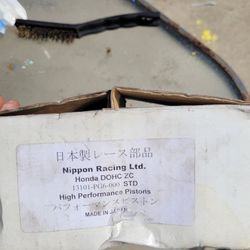 日本製レース部品
Nippon Racing Ltd.
Honda DOHC ZC
13101-PG6-000 STD
High Performance Pistons
パフォーマンスピストン
MADE IN JAPAN